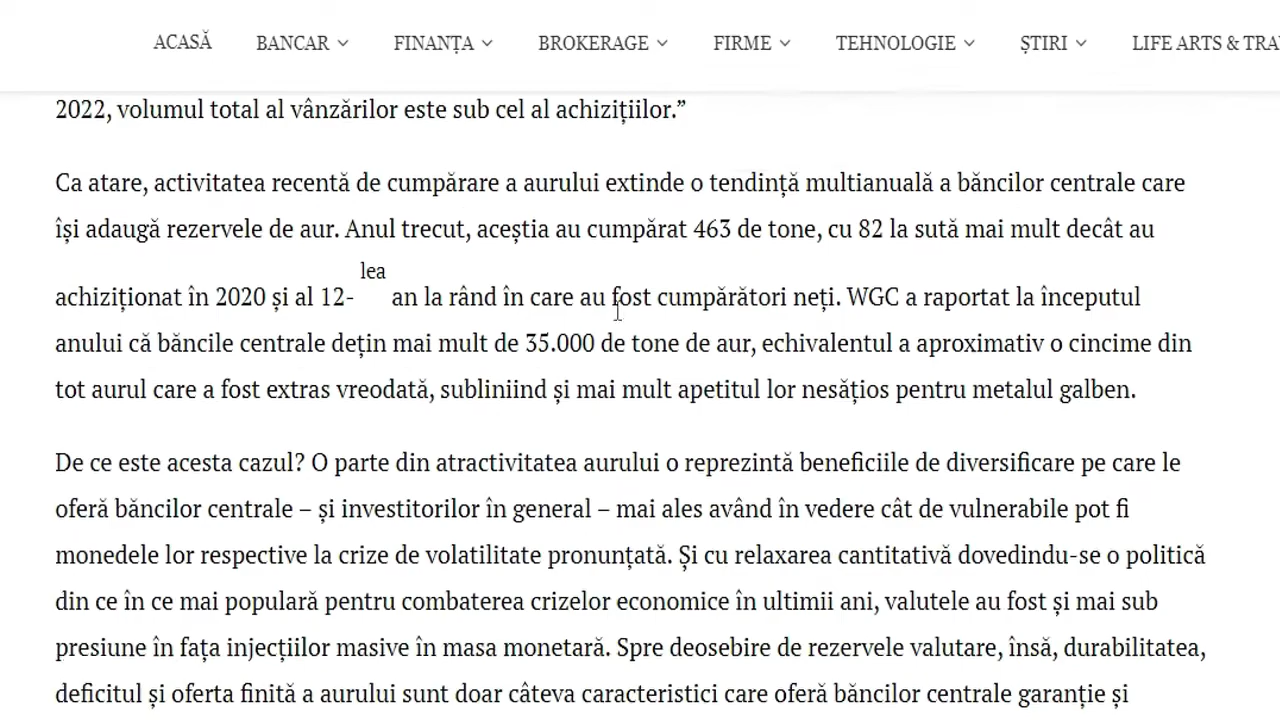 ACASĂ BANCAR FINANȚA BROKERAGE FIRME TEHNOLOGIE ȘTIRI LIFE ARTS &
2022, volumul total al vânzărilor este sub cel al achizițiilor.”
Ca atare, activitatea recentă de cumpărare a aurului extinde o tendință multianuală a băncilor centrale care
își adaugă rezervele de aur. Anul trecut, aceștia au cumpărat 463 de tone, cu 82 la sută mai mult decât au
achiziționat în 2020 și al 12-lea an la rând în care au fost cumpărători neți. WGC a raportat la începutul
anului că băncile centrale dețin mai mult de 35.000 de tone de aur, echivalentul a aproximativ o cincime din
tot aurul care a fost extras vreodată, subliniind și mai mult apetitul lor nesățios pentru metalul galben.
De ce este acesta cazul? O parte din atractivitatea aurului o reprezintă beneficiile de diversificare pe care le
oferă băncilor centrale – și investitorilor în general – mai ales având în vedere cât de vulnerabile pot fi
monedele lor respective la crize de volatilitate pronunțată. Și cu relaxarea cantitativă dovedindu-se o politică
din ce în ce mai populară pentru combaterea crizelor economice în ultimii ani, valutele au fost și mai sub
presiune în fața injecțiilor masive în masa monetară. Spre deosebire de rezervele valutare, însă, durabilitatea,
deficitul și oferta finită a aurului sunt doar câteva caracteristici care oferă băncilor centrale garanție și